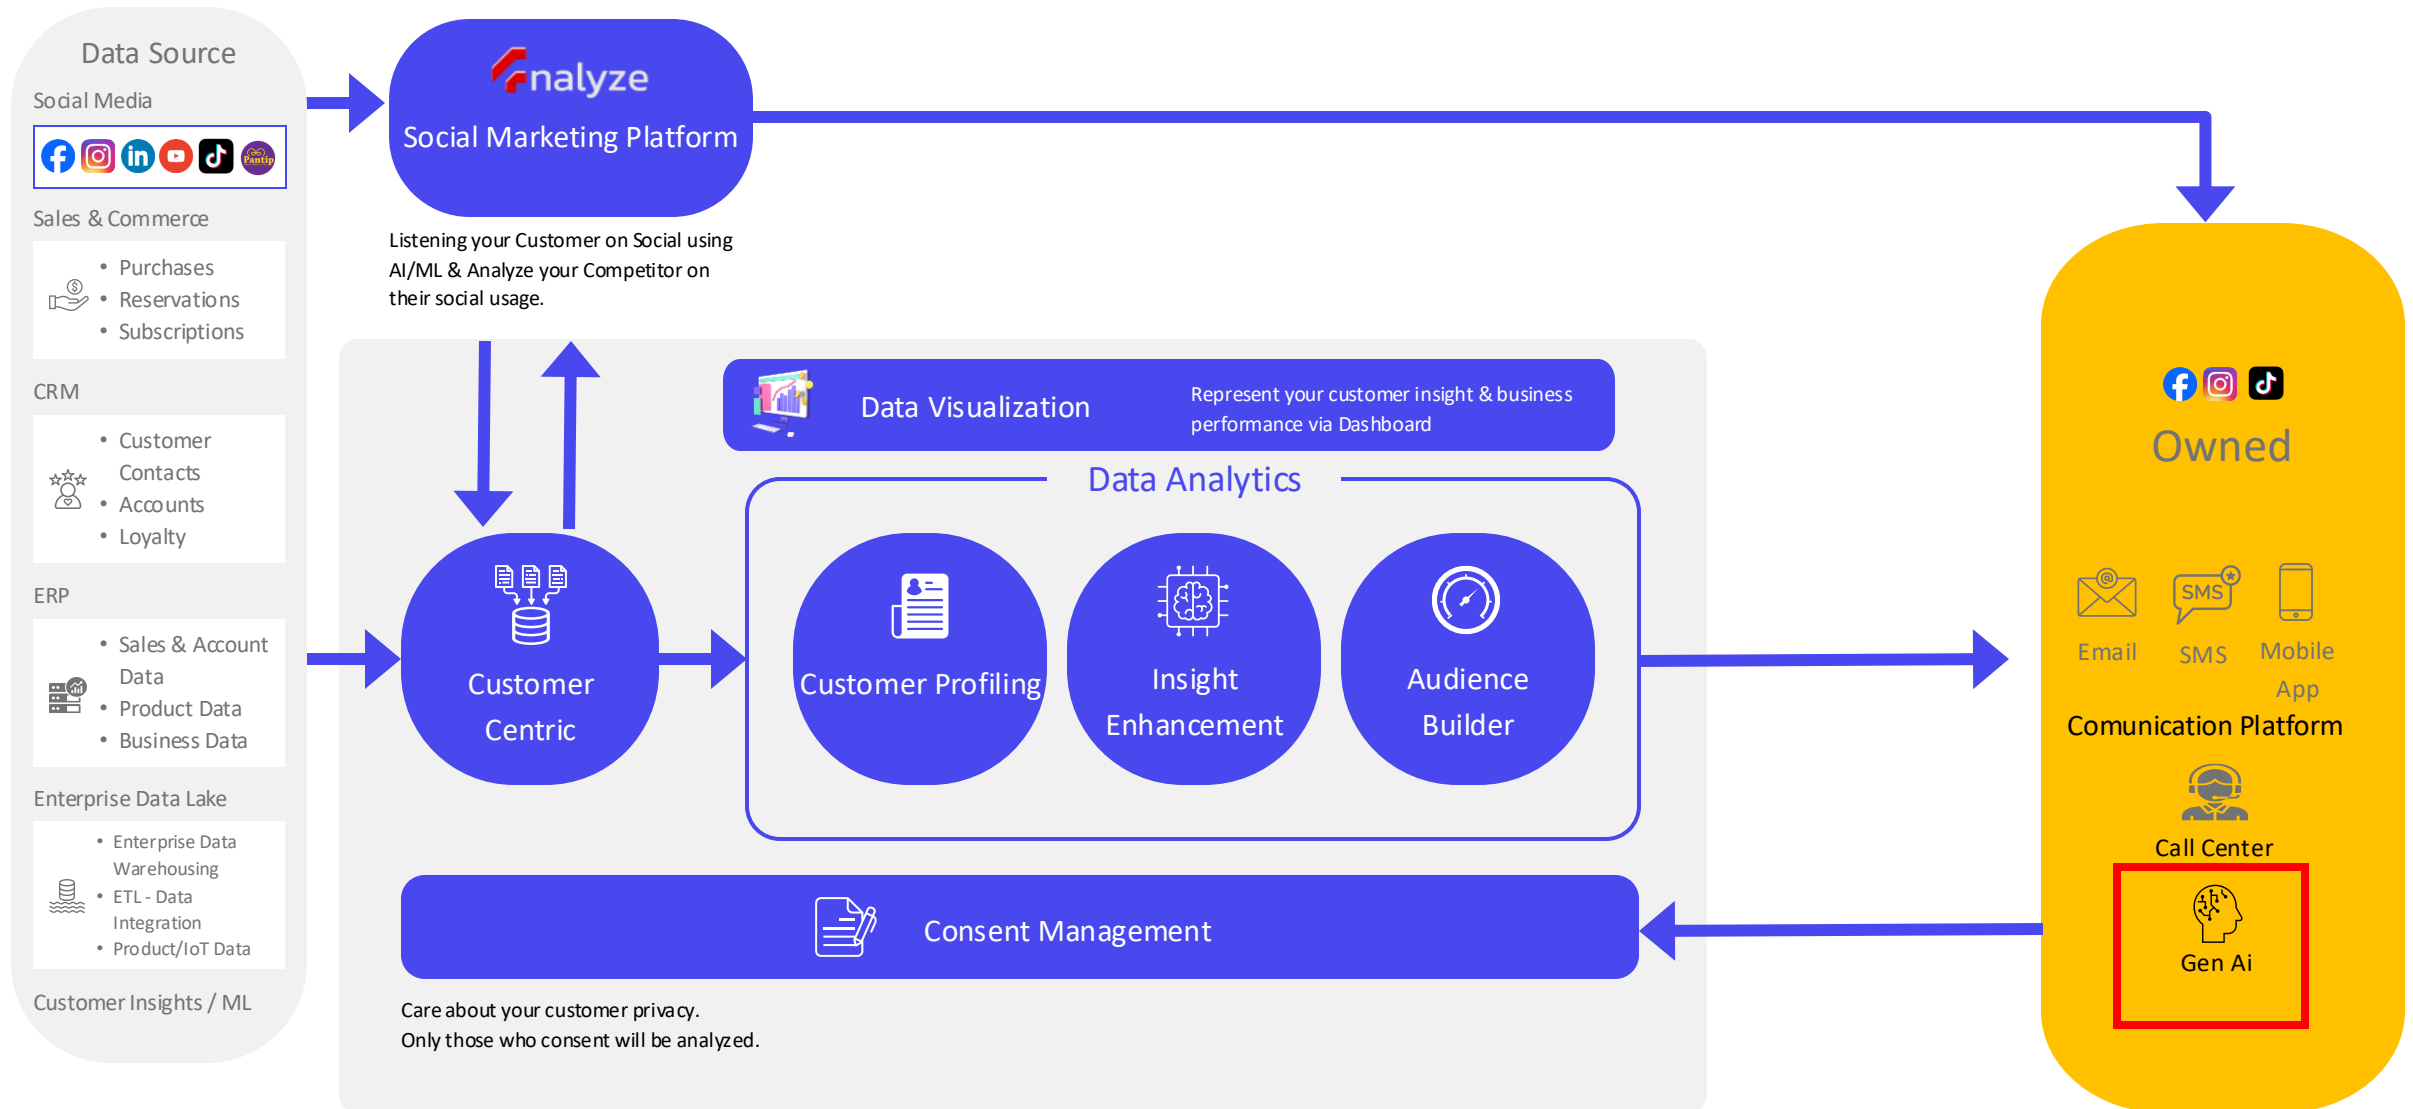 Data Source
Social Media
Pantip
Sales & Commerce
• Purchases
• Reservations
• Subscriptions
CRM
• Customer
Contacts
• Accounts
• Loyalty
ERP
• Sales & Account
Data
• Product Data
• Business Data
Enterprise Data Lake
• Enterprise Data
Warehousing
• ETL - Data
Integration
• Product/IoT Data
Customer Insights / ML
nalyze
Social Marketing Platform
Listening your Customer on Social using
AI/ML & Analyze your Competitor on
their social usage.
Data Visualization
Represent your customer insight & business
performance via Dashboard
Data Analytics
Customer
Centric
Customer Profiling
Insight
Enhancement
Audience
Builder
Consent Management
Care about your customer privacy.
Only those who consent will be analyzed.
Owned
SMS
Email
SMS
Mobile
App
Comunication Platform
Call Center
Gen Ai